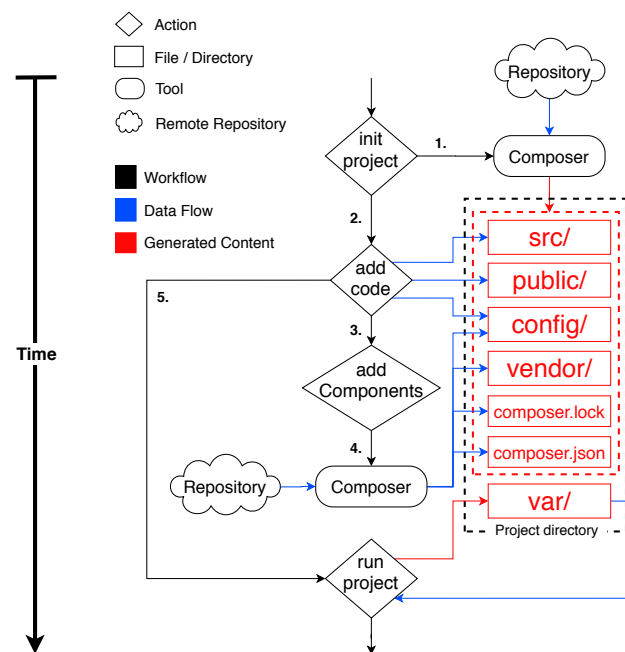 Action
File / Directory
Tool
Remote Repository
Workflow
Data Flow
Generated Content
Time
Repository
init
project
1.
Composer
2.
src/
add
code
public/
5.
config/
3.
add
Components
vendor/
composer.lock
4.
composer.json
Repository
Composer
var/
Project directory
run
project